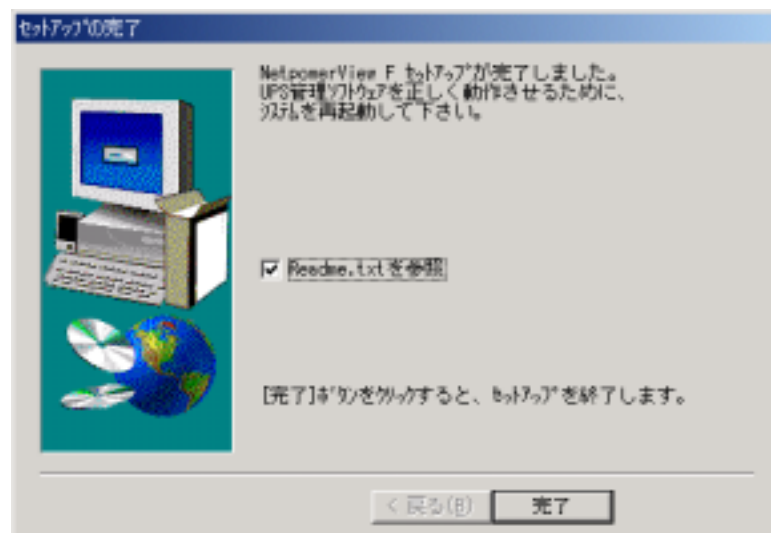 ｾｯﾄｱｯﾌﾟの完了
NetpomerView F ｾｯﾄｱｯﾌﾟが完了しました。
UPS管理ｿﾌﾄｳｪｱを正しく動作させるために、
ｼｽﾃﾑを再起動して下さい。
Readme.txtを参照
[完了]ﾎﾞﾀﾝをｸﾘｯｸすると、ｾｯﾄｱｯﾌﾟを終了します。
< 戻る(B)
完了